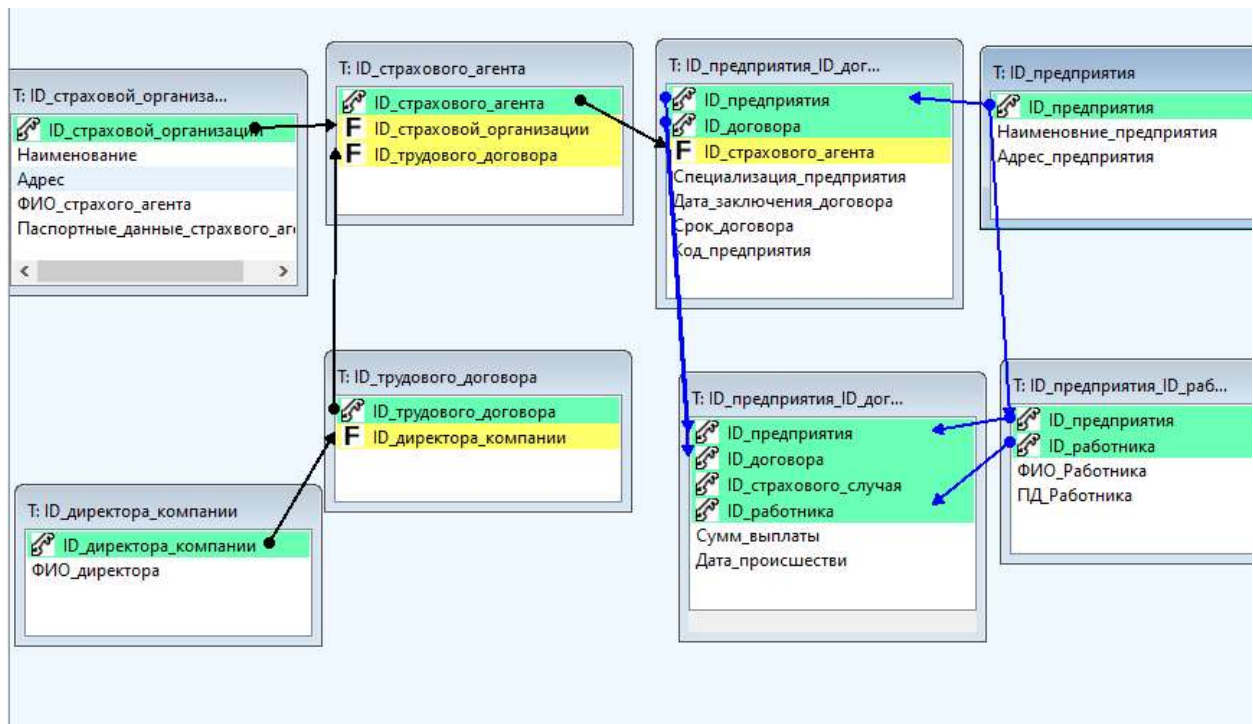 T: ID_страховой_организа...
ID_страховой_организации
Наименование
Адрес
ФИО_страхого_агента
Паспортные_данные_страхвого_аге
T: ID_страхового_агента
ID_страхового_агента
F ID_страховой_организации
F ID_трудового_договора
T: ID_предприятия_ID_дог...
ID_предприятия
ID_договора
F ID_страхового_агента
Специализация_предприятия
Дата_заключения_договора
Срок_договора
Код_предприятия
T: ID_предприятия
ID_предприятия
Наименовние_предприятия
Адрес_предприятия
T: ID_трудового_договора
ID_трудового_договора
F ID_директора_компании
T: ID_директора_компании
ID_директора_компании
ФИО_директора
T: ID_предприятия_ID_дог...
ID_предприятия
ID_договора
ID_страхового_случая
ID_работника
Сумм_выплаты
Дата_происшестви
T: ID_предприятия_ID_раб...
ID_предприятия
ID_работника
ФИО_Работника
ПД_Работника